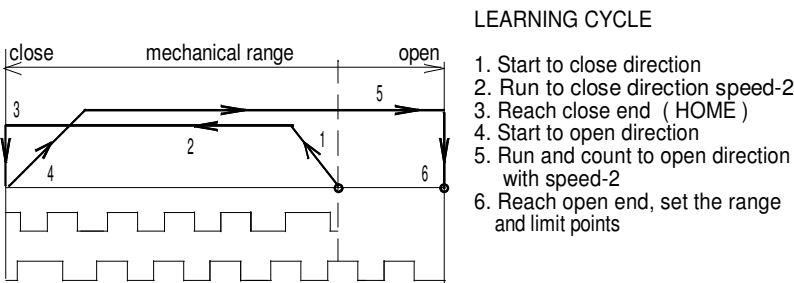 LEARNING CYCLE
close mechanical range open
1. Start to close direction
2. Run to close direction speed-2
3. Reach close end ( HOME )
4. Start to open direction
5. Run and count to open direction
with speed-2
6. Reach open end, set the range
and limit points
3
5
2
1
4
6